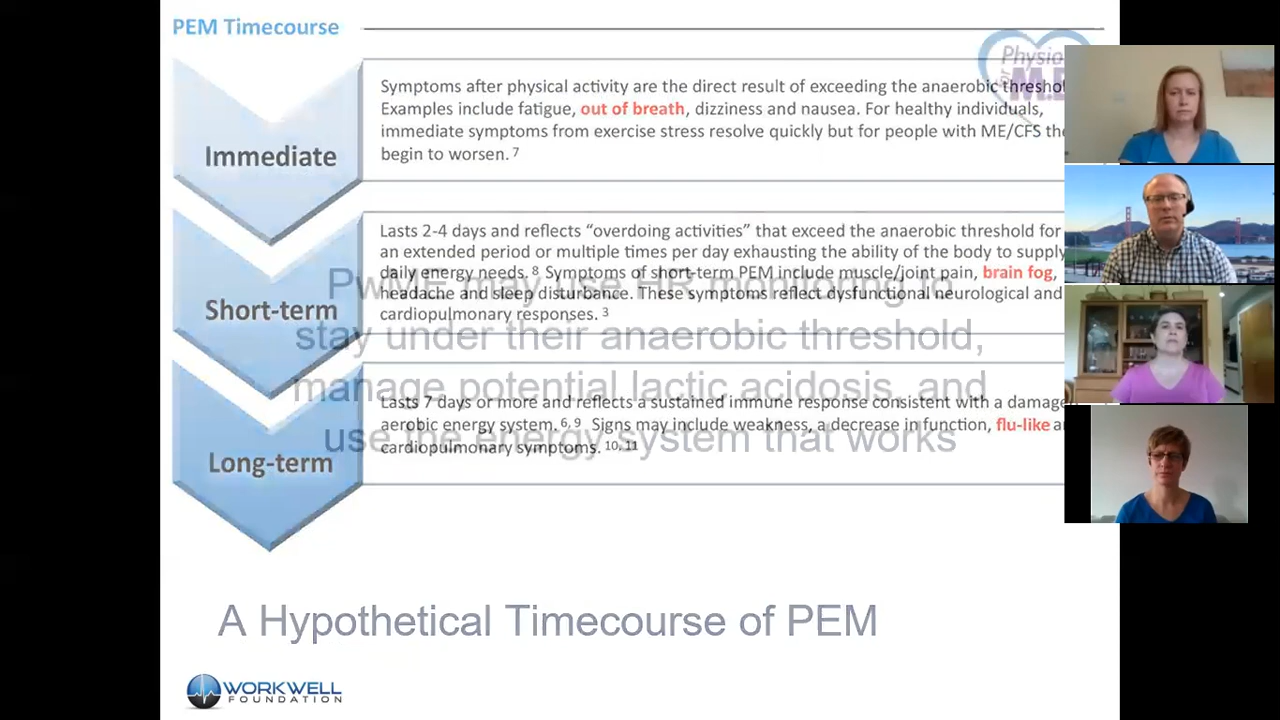 PEM Timecourse
Physio
for
M.E
Immediate
Symptoms after physical activity are the direct result of exceeding the anaerobic thresho
Examples include fatigue, out of breath, dizziness and nausea. For healthy individuals,
immediate symptoms from exercise stress resolve quickly but for people with ME/CFS the
begin to worsen. 7
Short-term
Lasts 2-4 days and reflects “overdoing activities” that exceed the anaerobic threshold for
an extended period or multiple times per day exhausting the ability of the body to supply
daily energy needs. 8 Symptoms of short-term PEM include muscle/joint pain, brain fog,
headache and sleep disturbance. These symptoms reflect dysfunctional neurological and
cardiopulmonary responses. 3
Long-term
Lasts 7 days or more and reflects a sustained immune response consistent with a damage
aerobic energy system. 6, 9 Signs may include weakness, a decrease in function, flu-like a
cardiopulmonary symptoms. 10, 11
PwME may use HR monitoring to
stay under their anaerobic threshold,
manage potential lactic acidosis, and
use the energy system that works
A Hypothetical Timecourse of PEM
WORKWELL
FOUNDATION